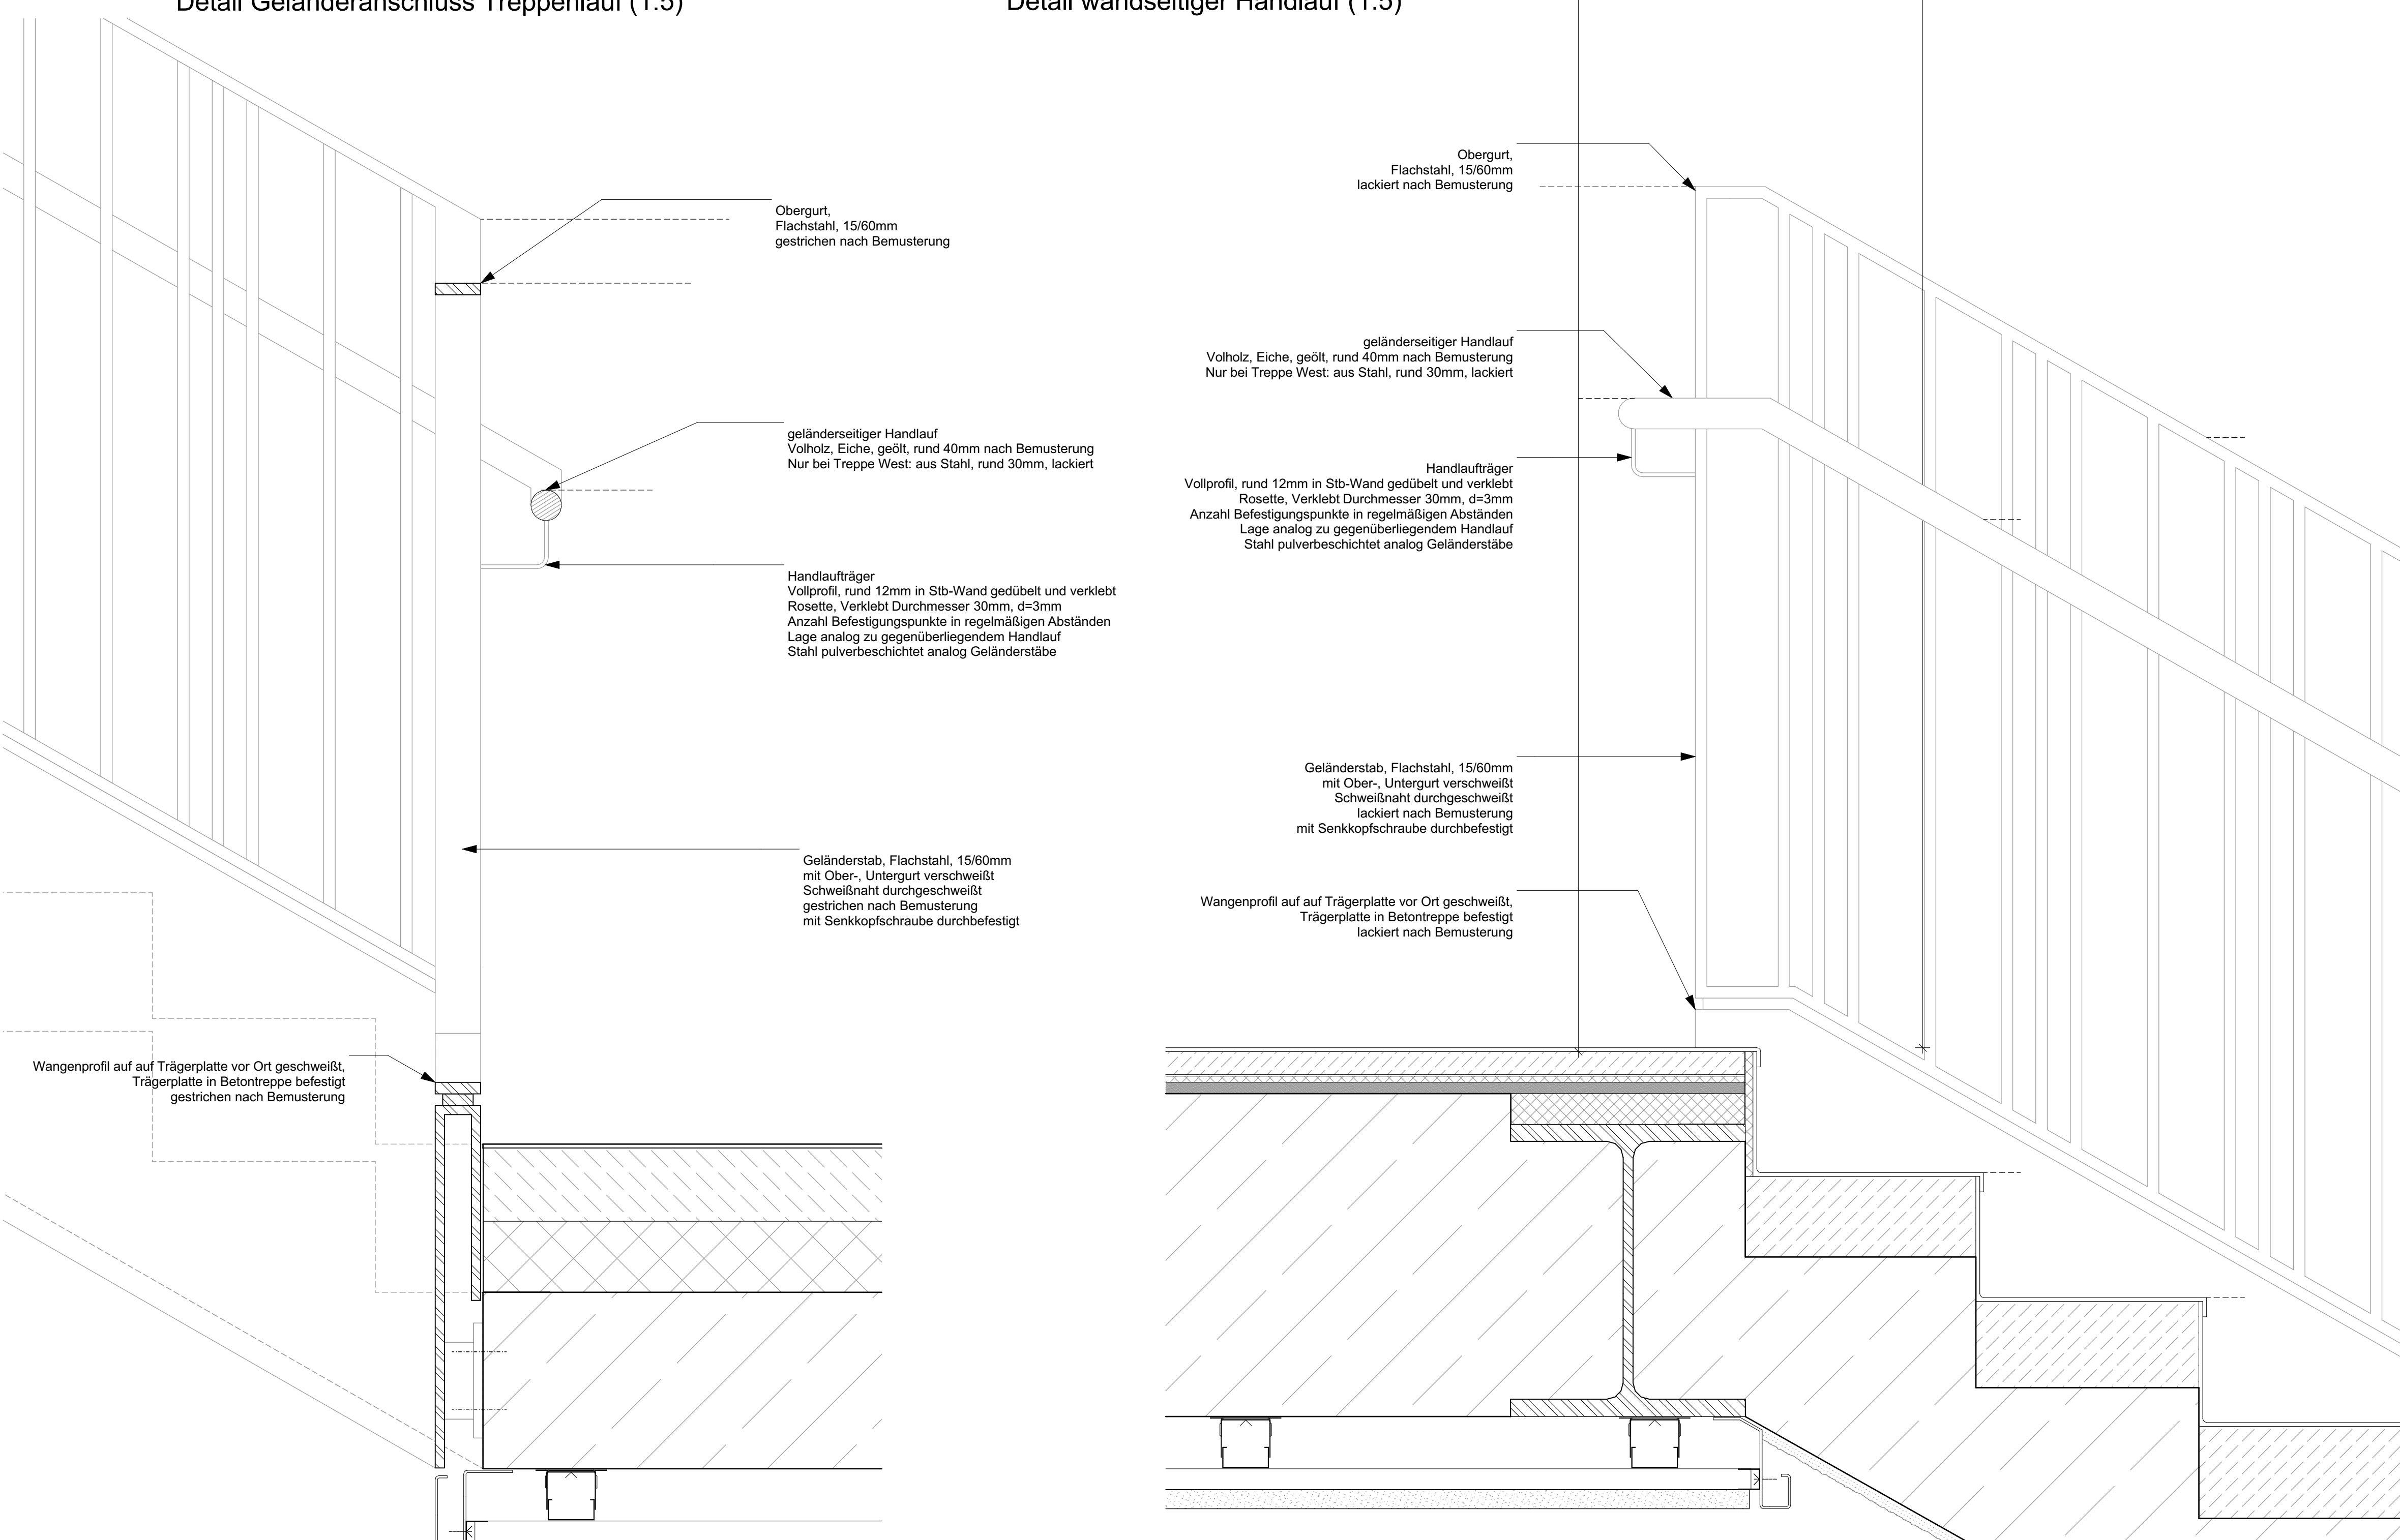 Detail Geländeranschluss Treppenlauf (1:5)
Detail wandseitiger Handlauf (1:5)
Obergurt,
Flachstahl, 15/60mm
gestrichen nach Bemusterung
geländerseitiger Handlauf
Volholz, Eiche, geölt, rund 40mm nach Bemusterung
Nur bei Treppe West: aus Stahl, rund 30mm, lackiert
Handlaufträger
Vollprofil, rund 12mm in Stb-Wand gedübelt und verklebt
Rosette, Verklebt Durchmesser 30mm, d=3mm
Anzahl Befestigungspunkte in regelmäßigen Abständen
Lage analog zu gegenüberliegendem Handlauf
Stahl pulverbeschichtet analog Geländerstäbe
Geländerstab, Flachstahl, 15/60mm
mit Ober-, Untergurt verschweißt
Schweißnaht durchgeschweißt
gestrichen nach Bemusterung
mit Senkkopfschraube durchbefestigt
Wangenprofil auf auf Trägerplatte vor Ort geschweißt,
Trägerplatte in Betontreppe befestigt
gestrichen nach Bemusterung
Obergurt,
Flachstahl, 15/60mm
lackiert nach Bemusterung
geländerseitiger Handlauf
Volholz, Eiche, geölt, rund 40mm nach Bemusterung
Nur bei Treppe West: aus Stahl, rund 30mm, lackiert
Handlaufträger
Vollprofil, rund 12mm in Stb-Wand gedübelt und verklebt
Rosette, Verklebt Durchmesser 30mm, d=3mm
Anzahl Befestigungspunkte in regelmäßigen Abständen
Lage analog zu gegenüberliegendem Handlauf
Stahl pulverbeschichtet analog Geländerstäbe
Geländerstab, Flachstahl, 15/60mm
mit Ober-, Untergurt verschweißt
Schweißnaht durchgeschweißt
lackiert nach Bemusterung
mit Senkkopfschraube durchbefestigt
Wangenprofil auf auf Trägerplatte vor Ort geschweißt,
Trägerplatte in Betontreppe befestigt
lackiert nach Bemusterung